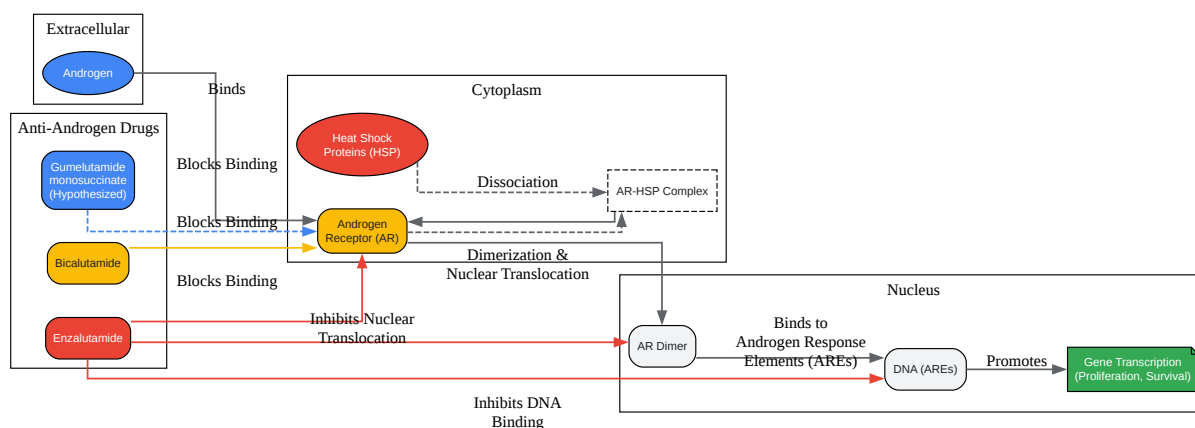 Extracellular
Androgen
Binds
Anti-Androgen Drugs
Gumelutamide
monosuccinate
(Hypothesized)
Bicalutamide
Enzalutamide
Blocks Binding
Blocks Binding
Blocks Binding
Cytoplasm
Heat Shock
Proteins (HSP)
Dissociation
AR-HSP Complex
Androgen
Receptor (AR)
Dimerization &
Nuclear Translocation
Inhibits Nuclear
Translocation
Nucleus
AR Dimer
Binds to
Androgen Response
Elements (AREs)
DNA (AREs)
Promotes
Gene Transcription
(Proliferation, Survival)
Inhibits DNA
Binding